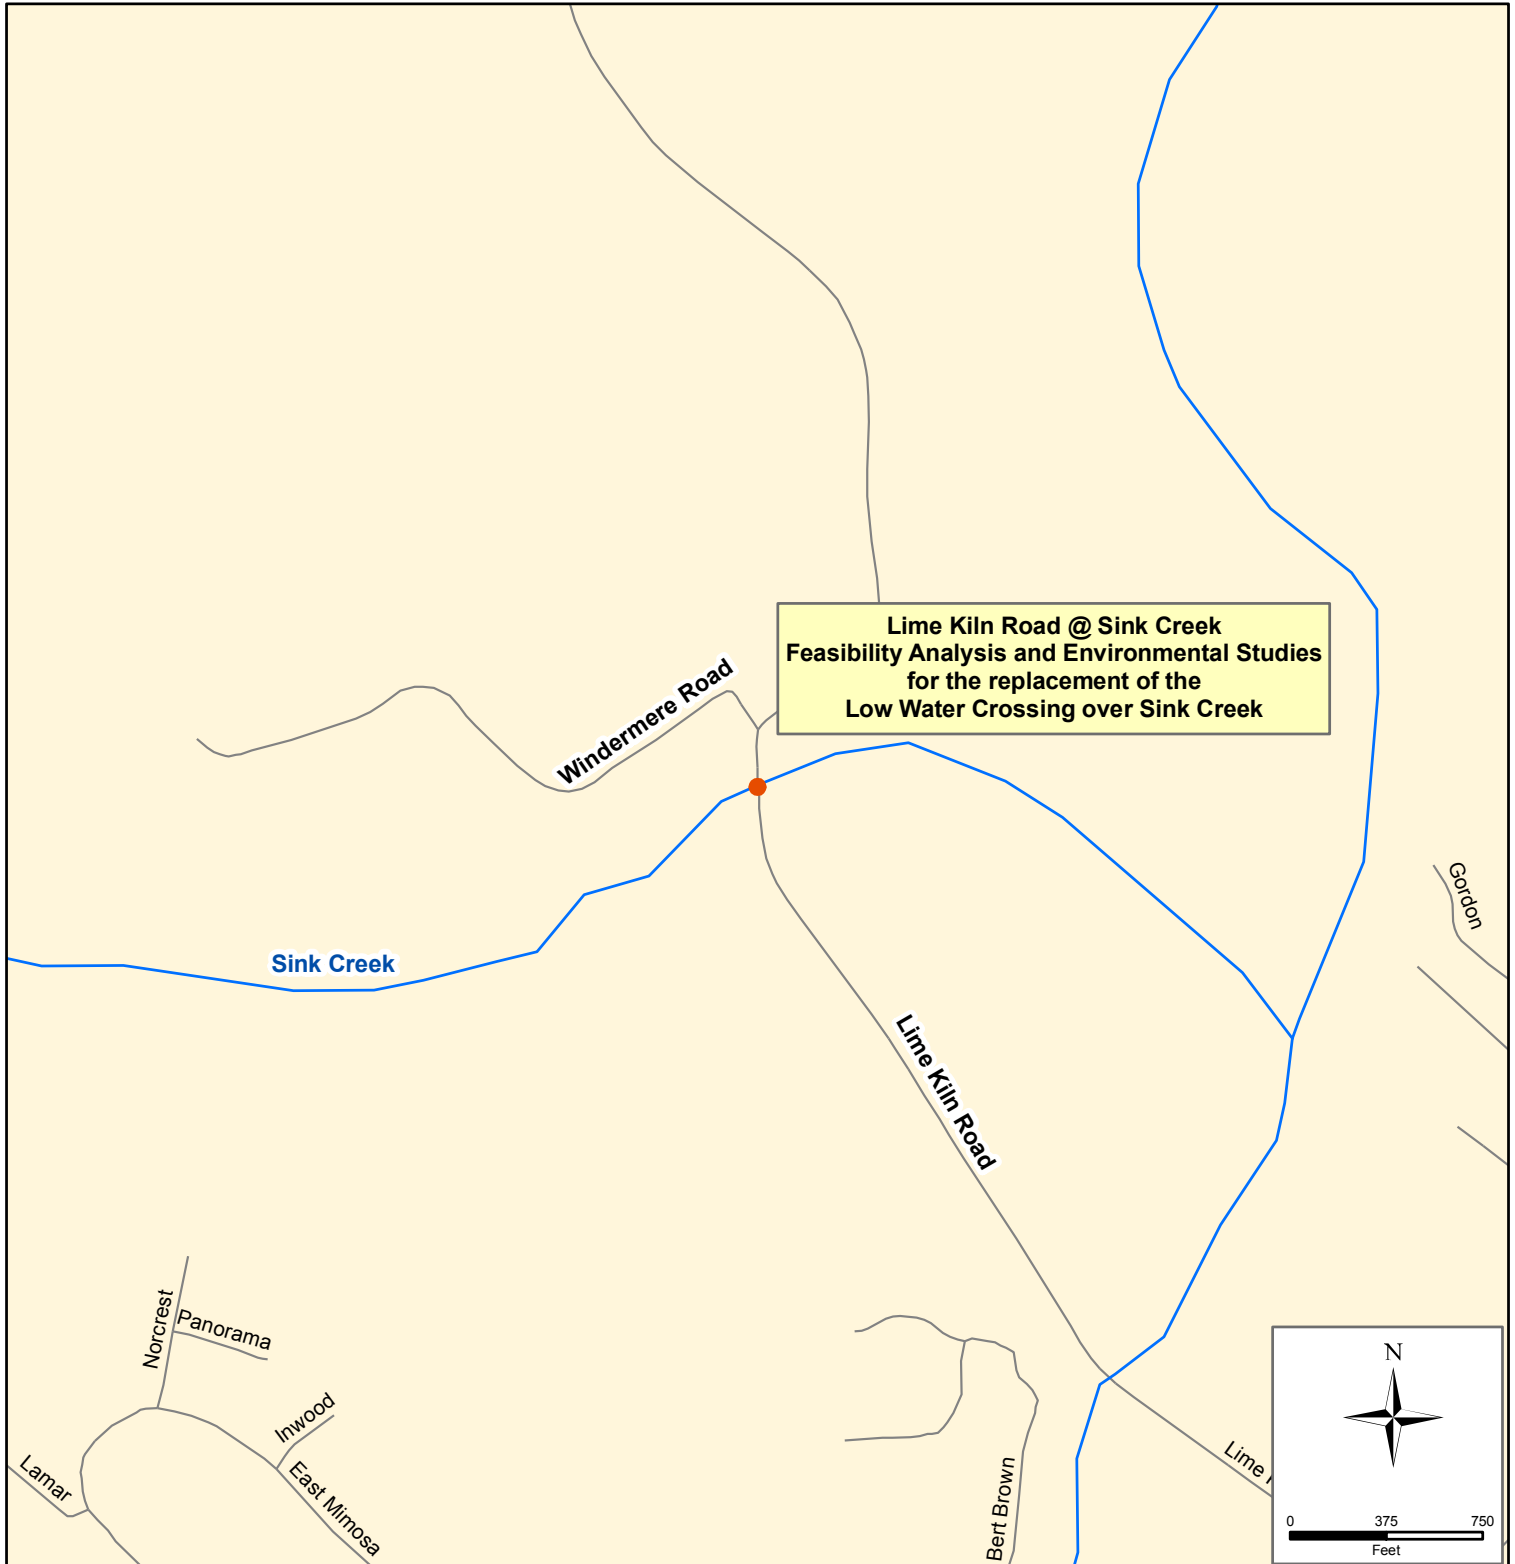 Lime Kiln Road @ Sink Creek
Feasibility Analysis and Environmental Studies
for the replacement of the
Low Water Crossing over Sink Creek
Windermere Road
Gordon
Sink Creek
Lime Kiln Road
Norcrest
Panorama
Inwood
Lamar
East Mimosa
Bert Brown
Lime
N
0 375 750
Feet